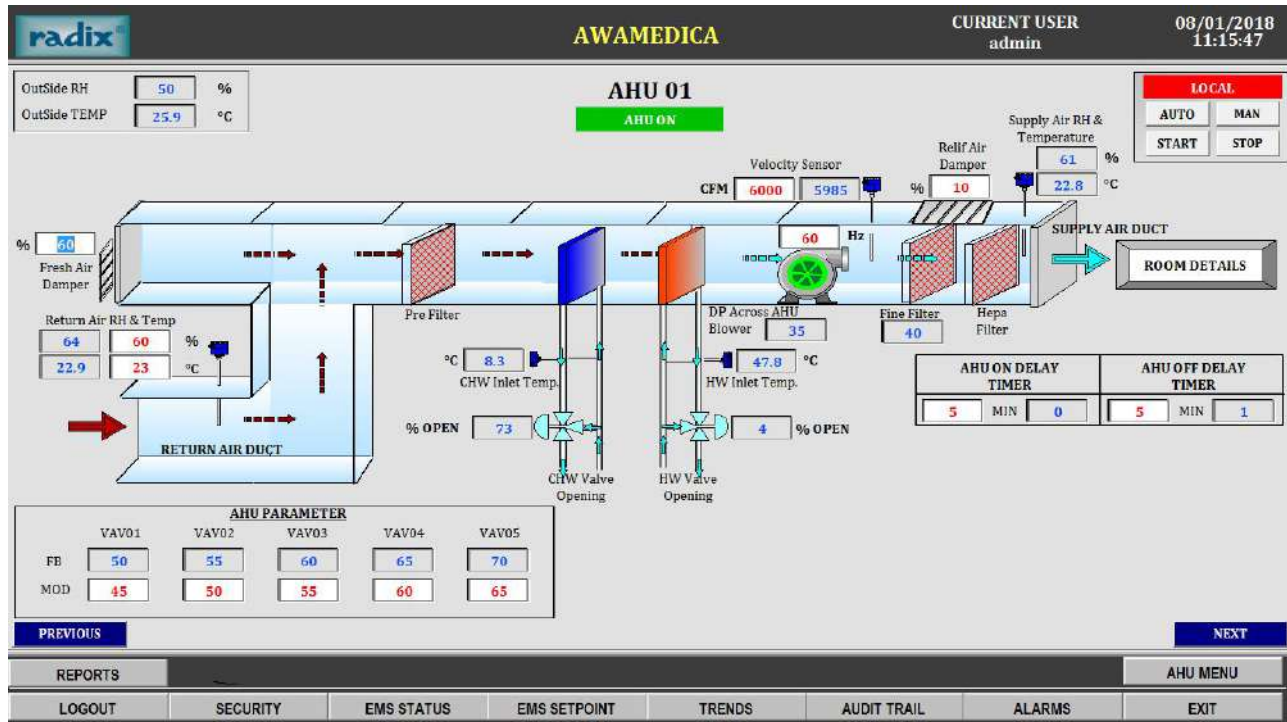 radix
AWAMEDICA
CURRENT USER
admin
08/01/2018
11:15:47
OutSide RH 50 %
OutSide TEMP 25.9 °C
AHU 01
AHU ON
LOCAL
AUTO MAN
START STOP
Supply Air RH &
Temperature
61 %
22.8 °C
Relif Air
Damper
% 10
Velocity Sensor
CFM 6000 5985
% 60
Fresh Air
Damper
60 Hz
SUPPLY AIR DUCT
ROOM DETAILS
Return Air RH & Temp
64 60 %
22.9 23 °C
Pre Filter
DP Across AHU
Blower 35
Fine Filter
40
Hepa
Filter
°C 8.3
CHW Inlet Temp.
47.8 °C
HW Inlet Temp.
AHU ON DELAY
TIMER
5 MIN 0
AHU OFF DELAY
TIMER
5 MIN 1
% OPEN 73
4 % OPEN
RETURN AIR DUCT
CHW Valve
Opening
HW Valve
Opening
AHU PARAMETER
VAV01 VAV02 VAV03 VAV04 VAV05
FB 50 55 60 65 70
MOD 45 50 55 60 65
PREVIOUS NEXT
REPORTS AHU MENU
LOGOUT SECURITY EMS STATUS EMS SETPOINT TRENDS AUDIT TRAIL ALARMS EXIT